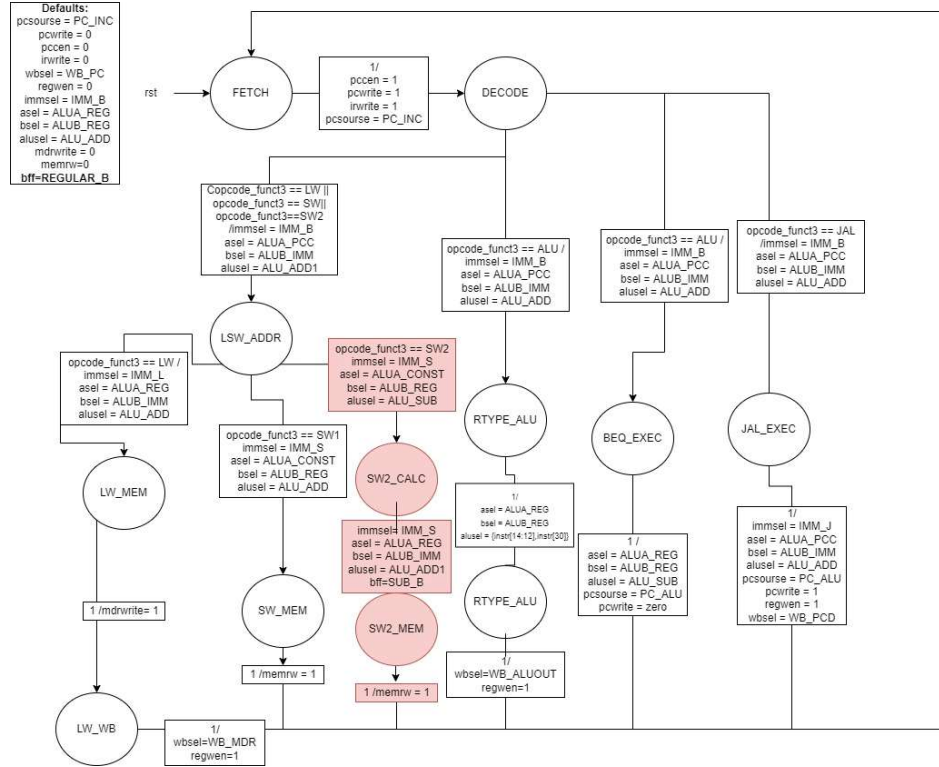 Defaults:
pcsourse = PC_INC
pcwrite = 0
pccen = 0
irwrite = 0
wbsel = WB_PC
regwen = 0
immsel = IMM_B
asel = ALUA_REG
bsel = ALUB_REG
alusel = ALU_ADD
mdrwrite = 0
memrw=0
bff=REGULAR_B
rst
FETCH
1/
pccen = 1
pcwrite = 1
irwrite = 1
pcsourse = PC_INC
DECODE
Copcode_funct3 == LW ||
opcode_funct3 == SW||
opcode_funct3==SW2
/immsel = IMM_B
asel = ALUA_PCC
bsel = ALUB_IMM
alusel = ALU_ADD1
opcode_funct3 == ALU /
immsel = IMM_B
asel = ALUA_PCC
bsel = ALUB_IMM
alusel = ALU_ADD
opcode_funct3 == ALU /
immsel = IMM_B
asel = ALUA_PCC
bsel = ALUB_IMM
alusel = ALU_ADD
opcode_funct3 == JAL
/immsel = IMM_B
asel = ALUA_PCC
bsel = ALUB_IMM
alusel = ALU_ADD
LSW_ADDR
opcode_funct3 == LW /
immsel = IMM_L
asel = ALUA_REG
bsel = ALUB_IMM
alusel = ALU_ADD
opcode_funct3 == SW2
immsel = IMM_S
asel = ALUA_CONST
bsel = ALUB_REG
alusel = ALU_SUB
opcode_funct3 == SW1
immsel = IMM_S
asel = ALUA_CONST
bsel = ALUB_REG
alusel = ALU_ADD
RTYPE_ALU
BEQ_EXEC
JAL_EXEC
LW_MEM
SW2_CALC
1/
asel = ALUA_REG
bsel = ALUB_REG
alusel = {instr[14:12],instr[30]}
immsel= IMM_S
asel = ALUA_REG
bsel = ALUB_IMM
alusel = ALU_ADD1
bff=SUB_B
1 /
asel = ALUA_REG
bsel = ALUB_REG
alusel = ALU_SUB
pcsourse = PC_ALU
pcwrite = zero
1/
immsel = IMM_J
asel = ALUA_PCC
bsel = ALUB_IMM
alusel = ALU_ADD
pcsourse = PC_ALU
pcwrite = 1
regwen = 1
wbsel = WB_PCD
1 /mdrwrite= 1
SW_MEM
SW2_MEM
RTYPE_ALU
1 /memrw = 1
1 /memrw = 1
1/
wbsel=WB_ALUOUT
regwen=1
LW_WB
1/
wbsel=WB_MDR
regwen=1